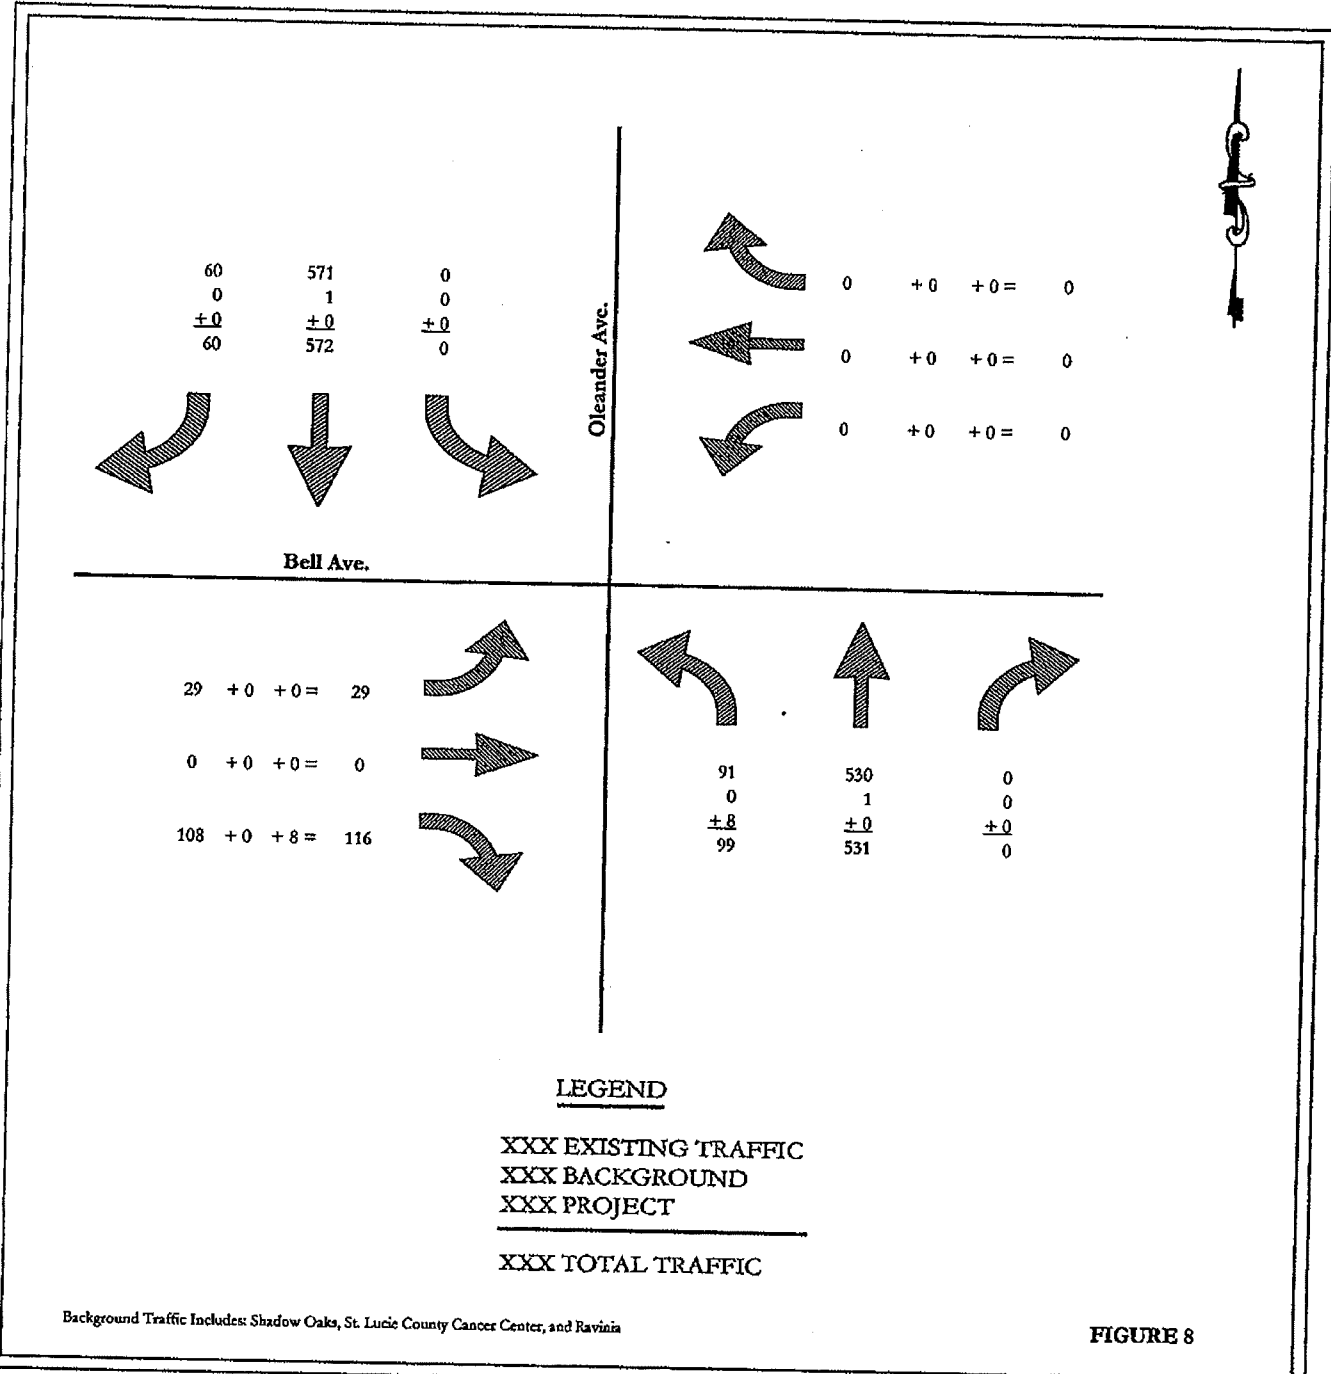 60 571 0
0 1 0
+0 +0 +0
60 572 0
0 +0 +0= 0
0 +0 +0= 0
0 +0 +0= 0
Oleander Ave.
Bell Ave.
29 +0 +0= 29
0 +0 +0= 0
108 +0 +8= 116
91 530 0
0 1 0
+8 +0 +0
99 531 0
LEGEND
XXX EXISTING TRAFFIC
XXX BACKGROUND
XXX PROJECT
XXX TOTAL TRAFFIC
Background Traffic Includes: Shadow Oaks, St. Lucie County Cancer Center, and Ravinia
FIGURE 8